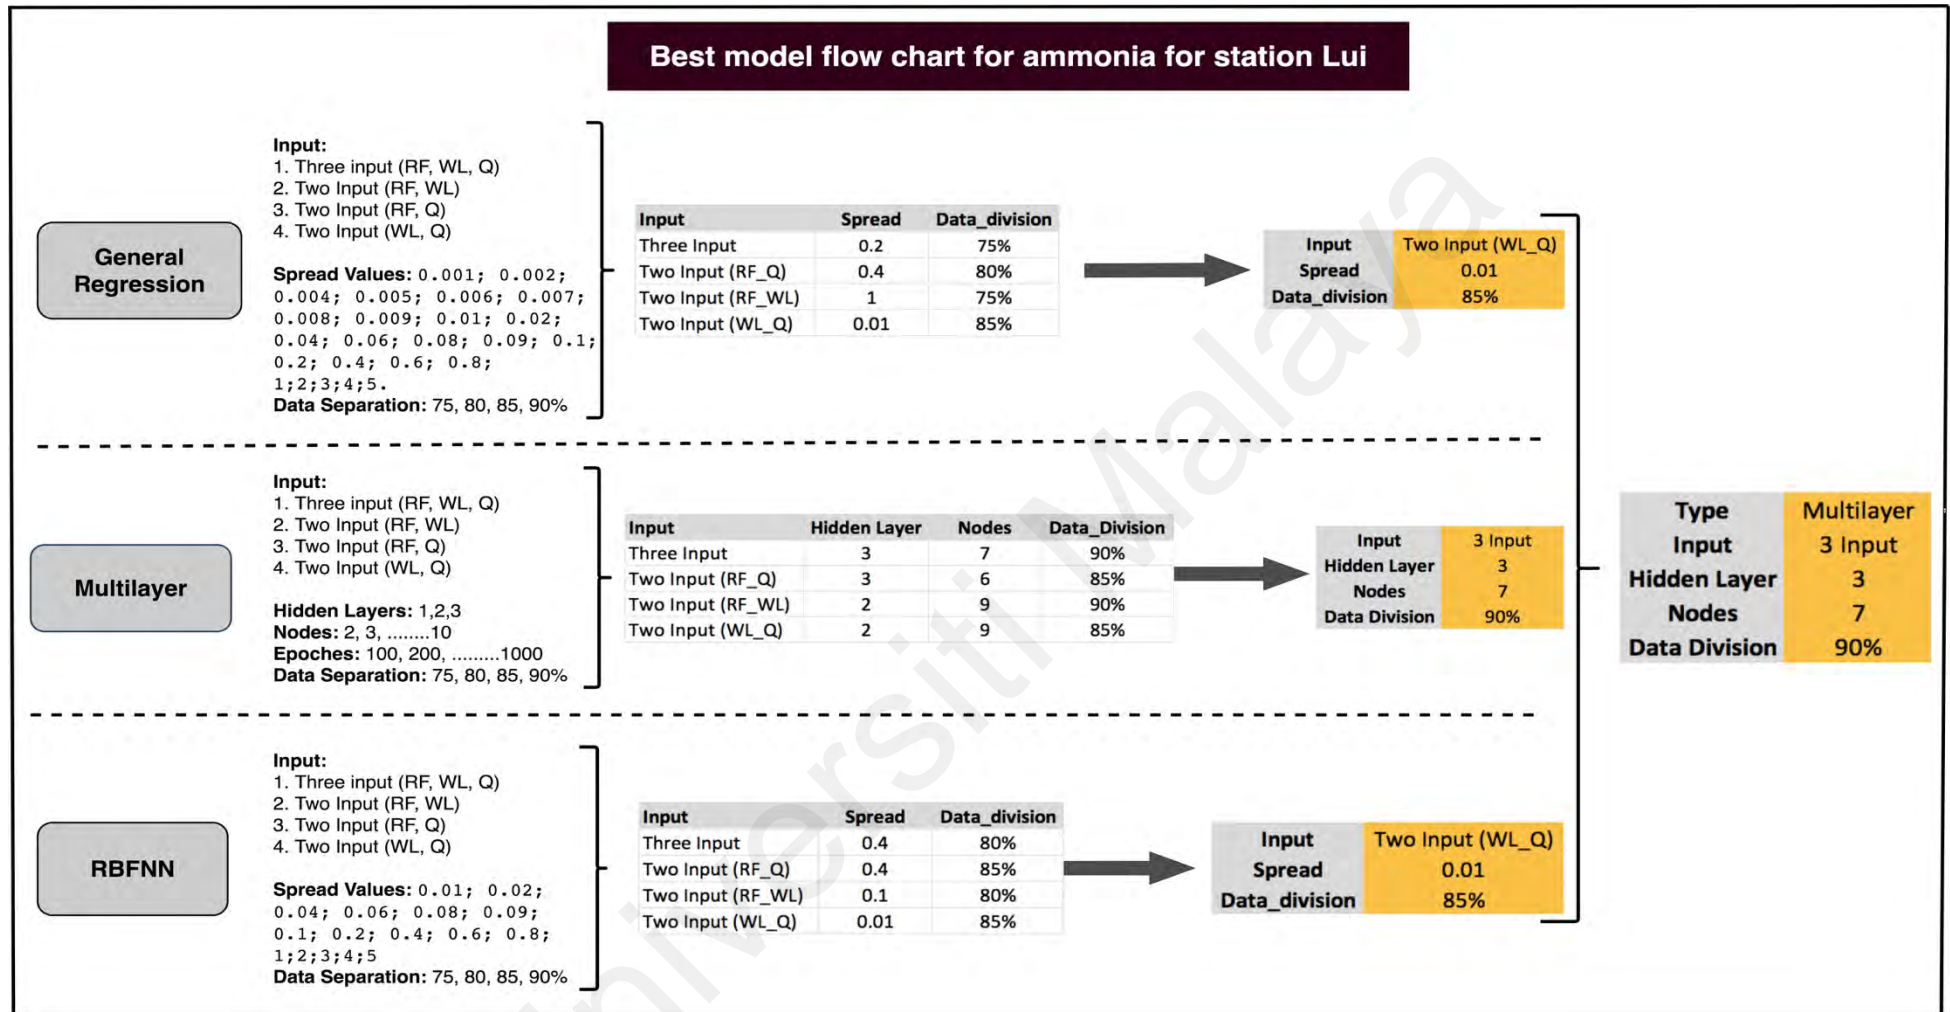 Best model flow chart for ammonia for station Lui
General
Regression
Input:
1. Three input (RF, WL, Q)
2. Two Input (RF, WL)
3. Two Input (RF, Q)
4. Two Input (WL, Q)
Spread Values: 0.001; 0.002;
0.004; 0.005; 0.006; 0.007;
0.008; 0.009; 0.01; 0.02;
0.04; 0.06; 0.08; 0.09; 0.1;
0.2; 0.4; 0.6; 0.8;
1;2;3;4;5.
Data Separation: 75, 80, 85, 90%
Input Spread Data_division
Three Input 0.2 75%
Two Input (RF_Q) 0.4 80%
Two Input (RF_WL) 1 75%
Two Input (WL_Q) 0.01 85%
Input Two Input (WL_Q)
Spread 0.01
Data_division 85%
Multilayer
Input:
1. Three input (RF, WL, Q)
2. Two Input (RF, WL)
3. Two Input (RF, Q)
4. Two Input (WL, Q)
Hidden Layers: 1,2,3
Nodes: 2, 3, ........10
Epoches: 100, 200, .........1000
Data Separation: 75, 80, 85, 90%
Input Hidden Layer Nodes Data_Division
Three Input 3 7 90%
Two Input (RF_Q) 3 6 85%
Two Input (RF_WL) 2 9 90%
Two Input (WL_Q) 2 9 85%
Input 3 Input
Hidden Layer 3
Nodes 7
Data Division 90%
Type Multilayer
Input 3 Input
Hidden Layer 3
Nodes 7
Data Division 90%
RBFNN
Input:
1. Three input (RF, WL, Q)
2. Two Input (RF, WL)
3. Two Input (RF, Q)
4. Two Input (WL, Q)
Spread Values: 0.01; 0.02;
0.04; 0.06; 0.08; 0.09;
0.1; 0.2; 0.4; 0.6; 0.8;
1;2;3;4;5
Data Separation: 75, 80, 85, 90%
Input Spread Data_division
Three Input 0.4 80%
Two Input (RF_Q) 0.4 85%
Two Input (RF_WL) 0.1 80%
Two Input (WL_Q) 0.01 85%
Input Two Input (WL_Q)
Spread 0.01
Data_division 85%
niversiti Malaya